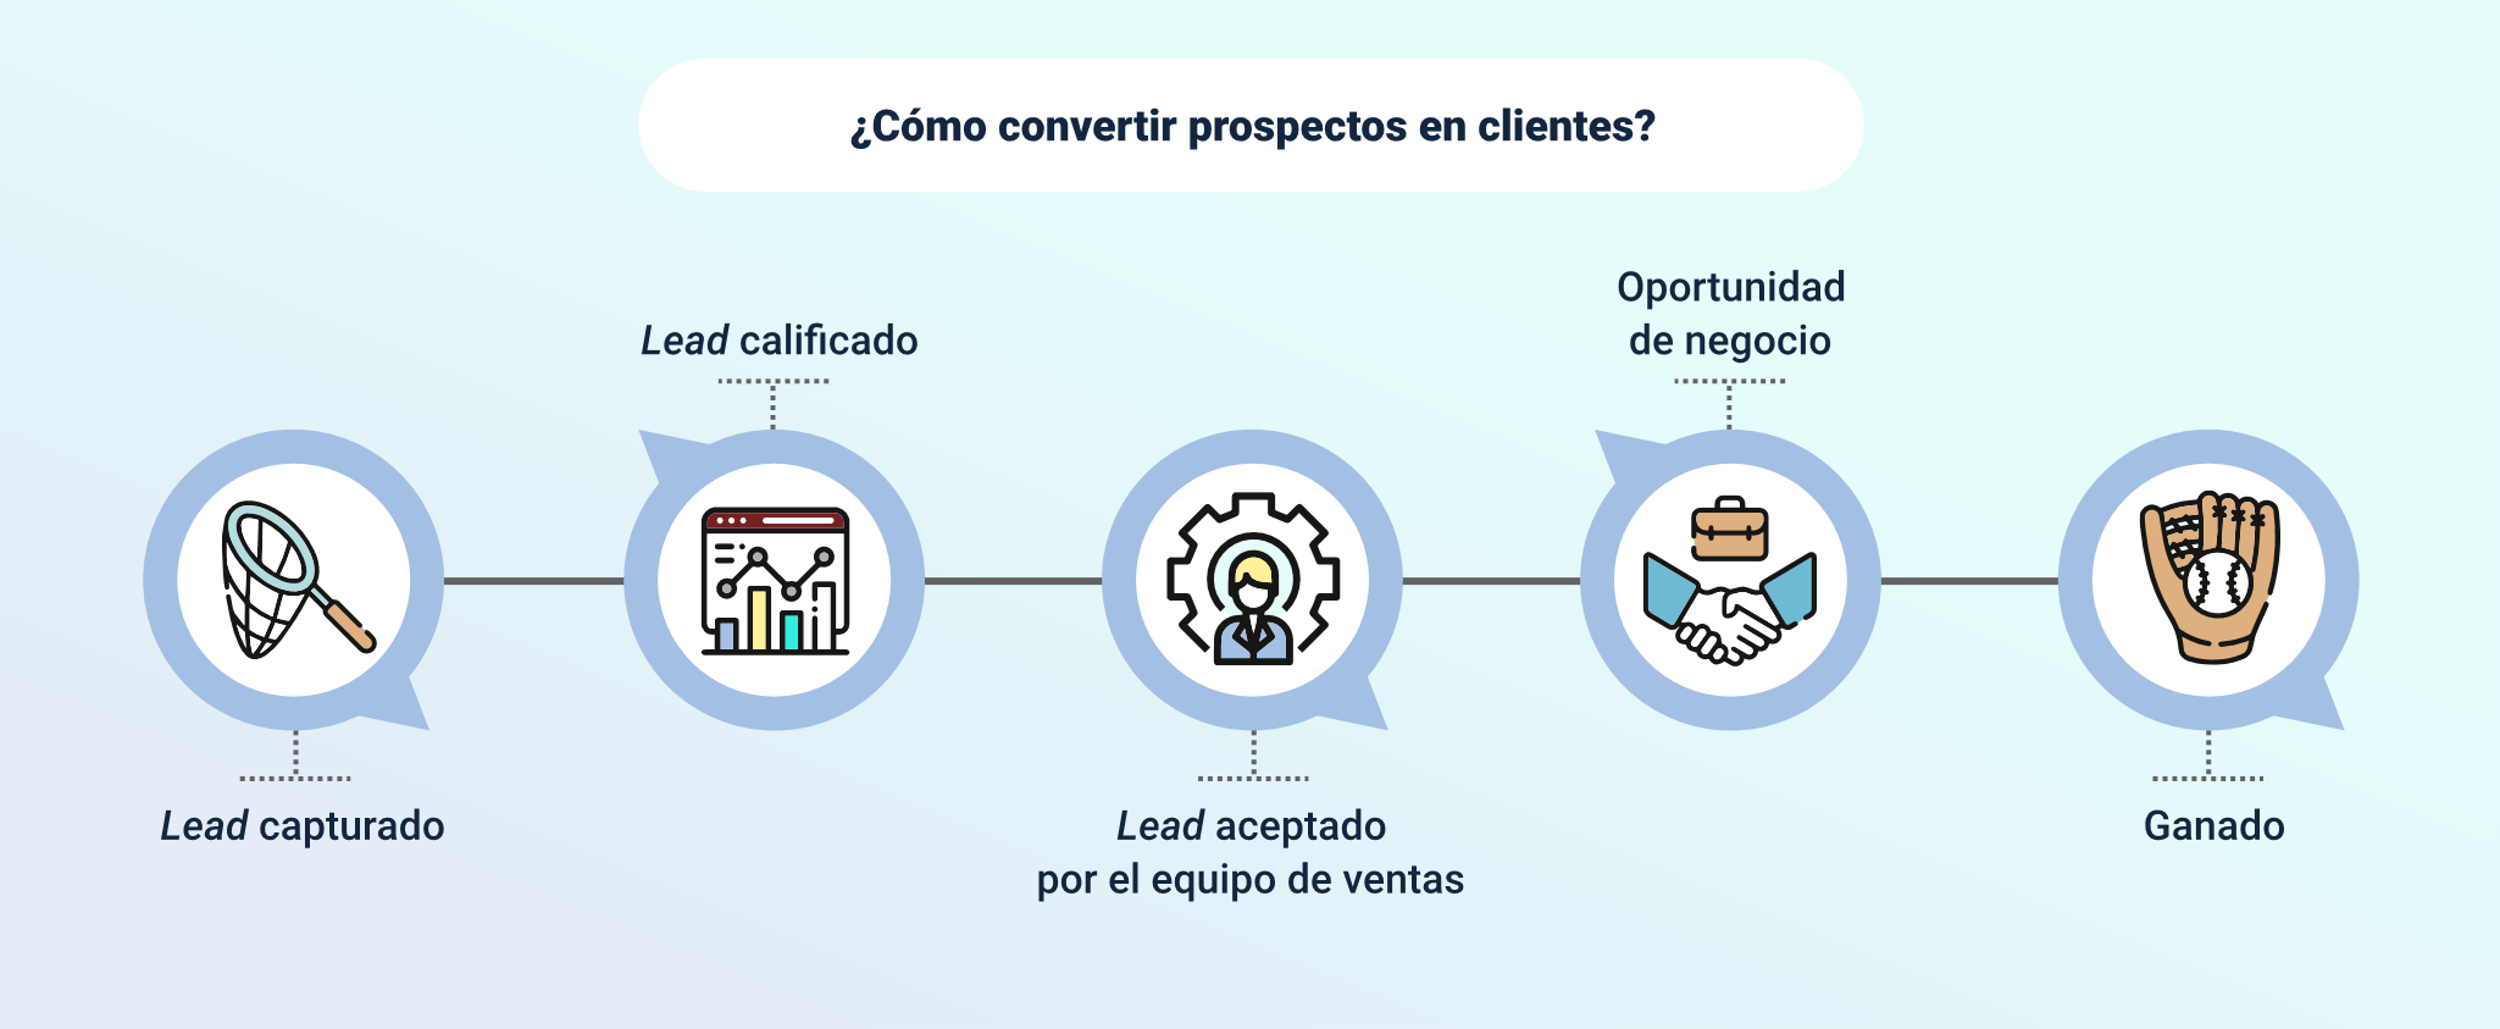 ¿Cómo convertir prospectos en clientes?
Lead capturado
Lead calificado
Lead aceptado
por el equipo de ventas
Oportunidad
de negocio
Ganado